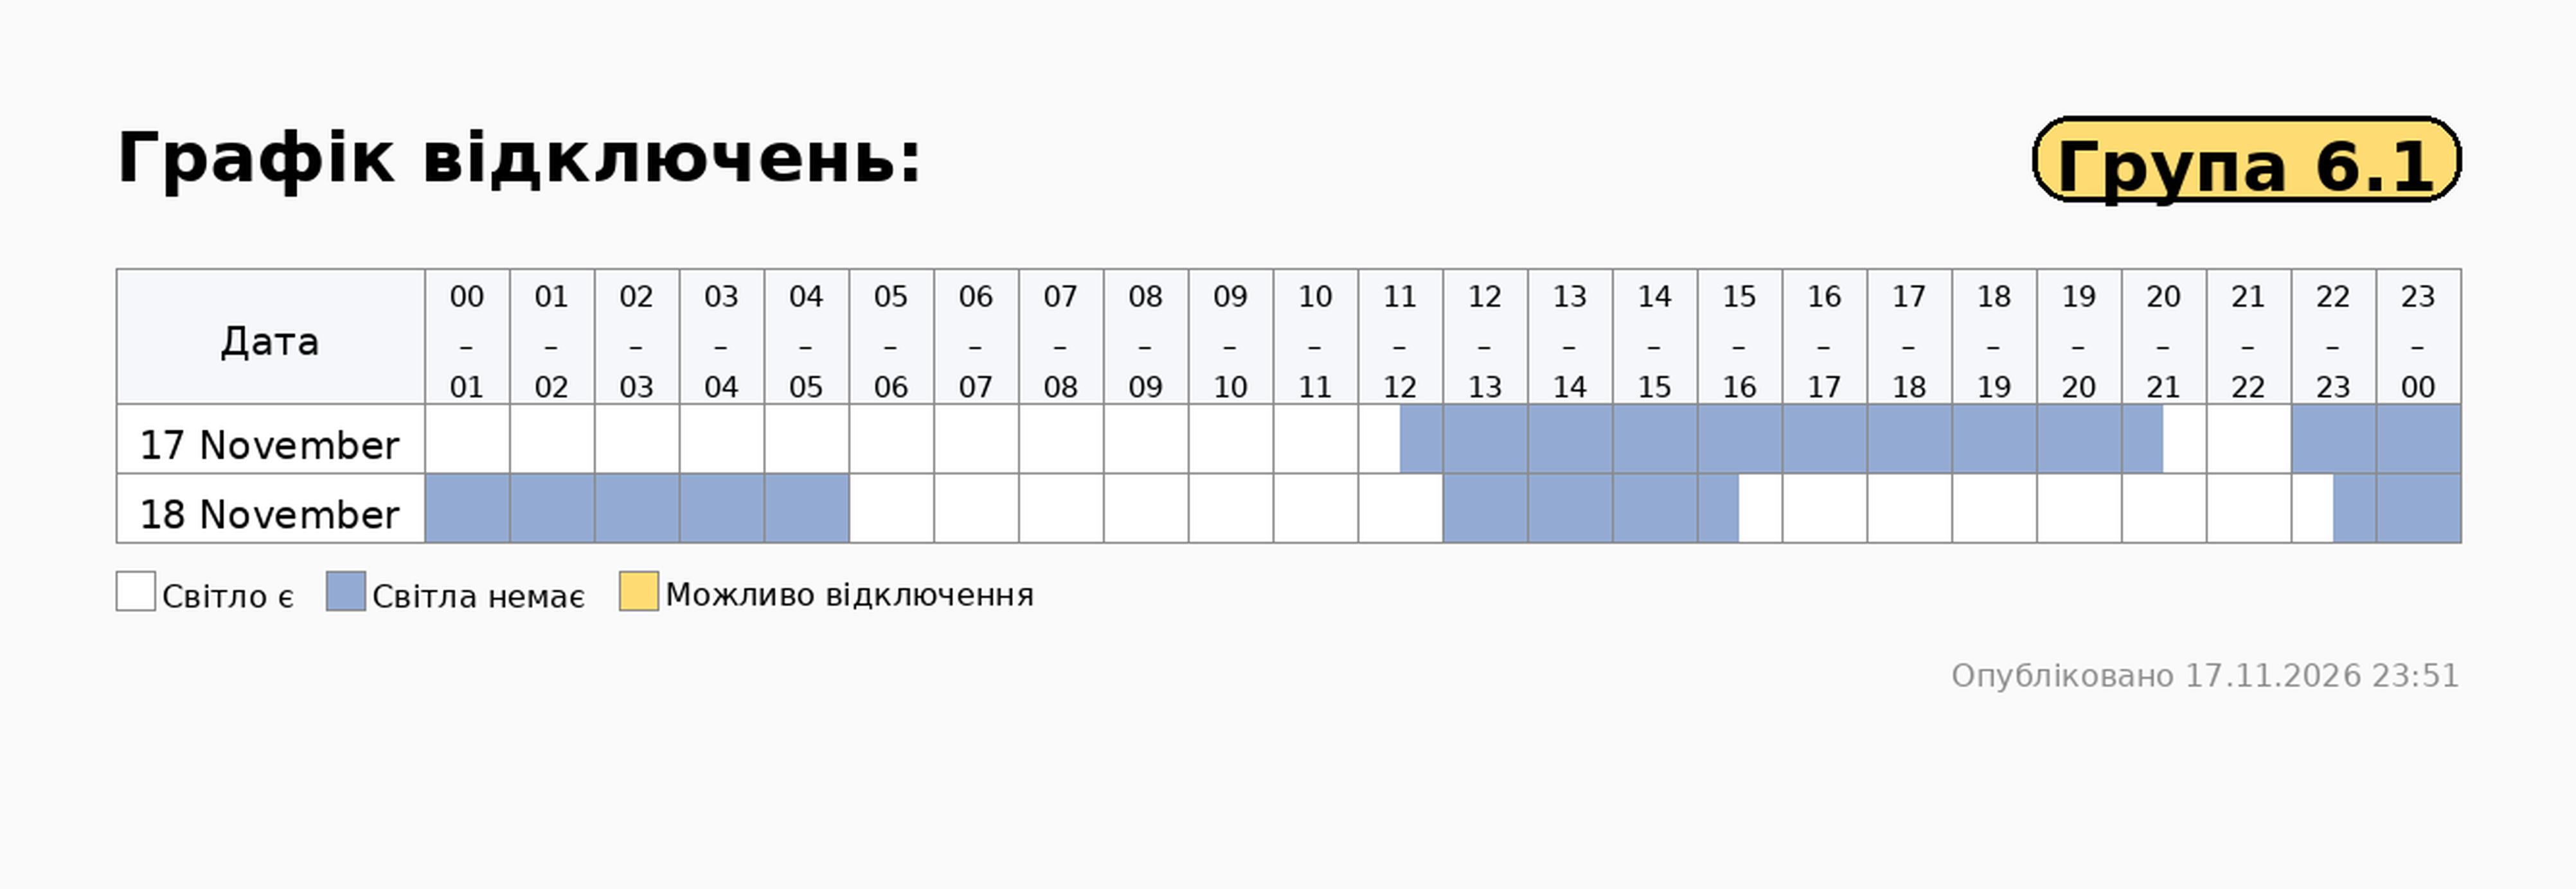 Графік відключень:
Група 6.1
Дата
00 – 01
01 – 02
02 – 03
03 – 04
04 – 05
05 – 06
06 – 07
07 – 08
08 – 09
09 – 10
10 – 11
11 – 12
12 – 13
13 – 14
14 – 15
15 – 16
16 – 17
17 – 18
18 – 19
19 – 20
20 – 21
21 – 22
22 – 23
23 – 00
17 November
18 November
Світло є
Світла немає
Можливо відключення
Опубліковано 17.11.2026 23:51